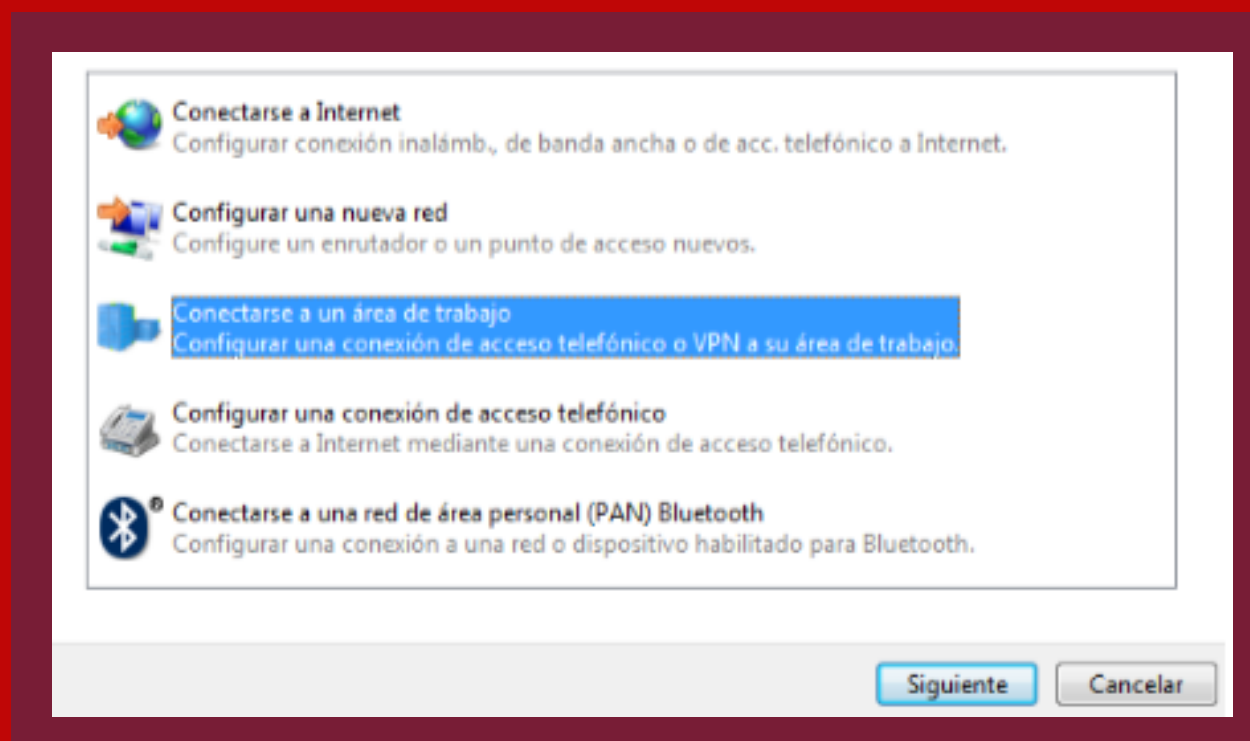 Conectarse a Internet
Configurar conexión inalámb., de banda ancha o de acc. telefónico a Internet.
Configurar una nueva red
Configure un enrutador o un punto de acceso nuevos.
Conectarse a un área de trabajo
Configurar una conexión de acceso telefónico o VPN a su área de trabajo.
Configurar una conexión de acceso telefónico
Conectarse a Internet mediante una conexión de acceso telefónico.
Conectarse a una red de área personal (PAN) Bluetooth
Configurar una conexión a una red o dispositivo habilitado para Bluetooth.
Siguiente Cancelar